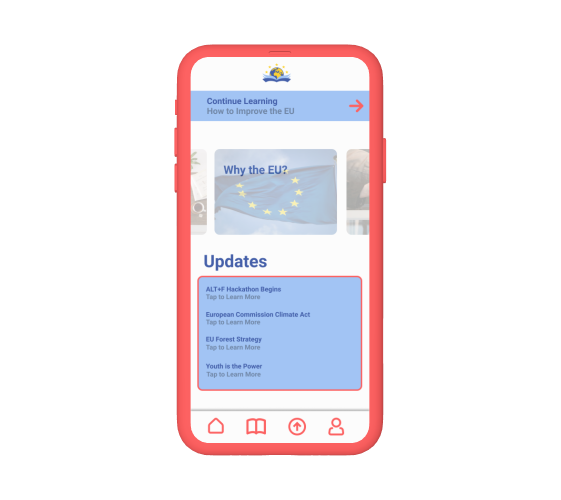 Continue Learning
How to Improve the EU
Why the EU?
Updates
ALT+F Hackathon Begins
Tap to Learn More
European Commission Climate Act
Tap to Learn More
EU Forest Strategy
Tap to Learn More
Youth is the Power
Tap to Learn More